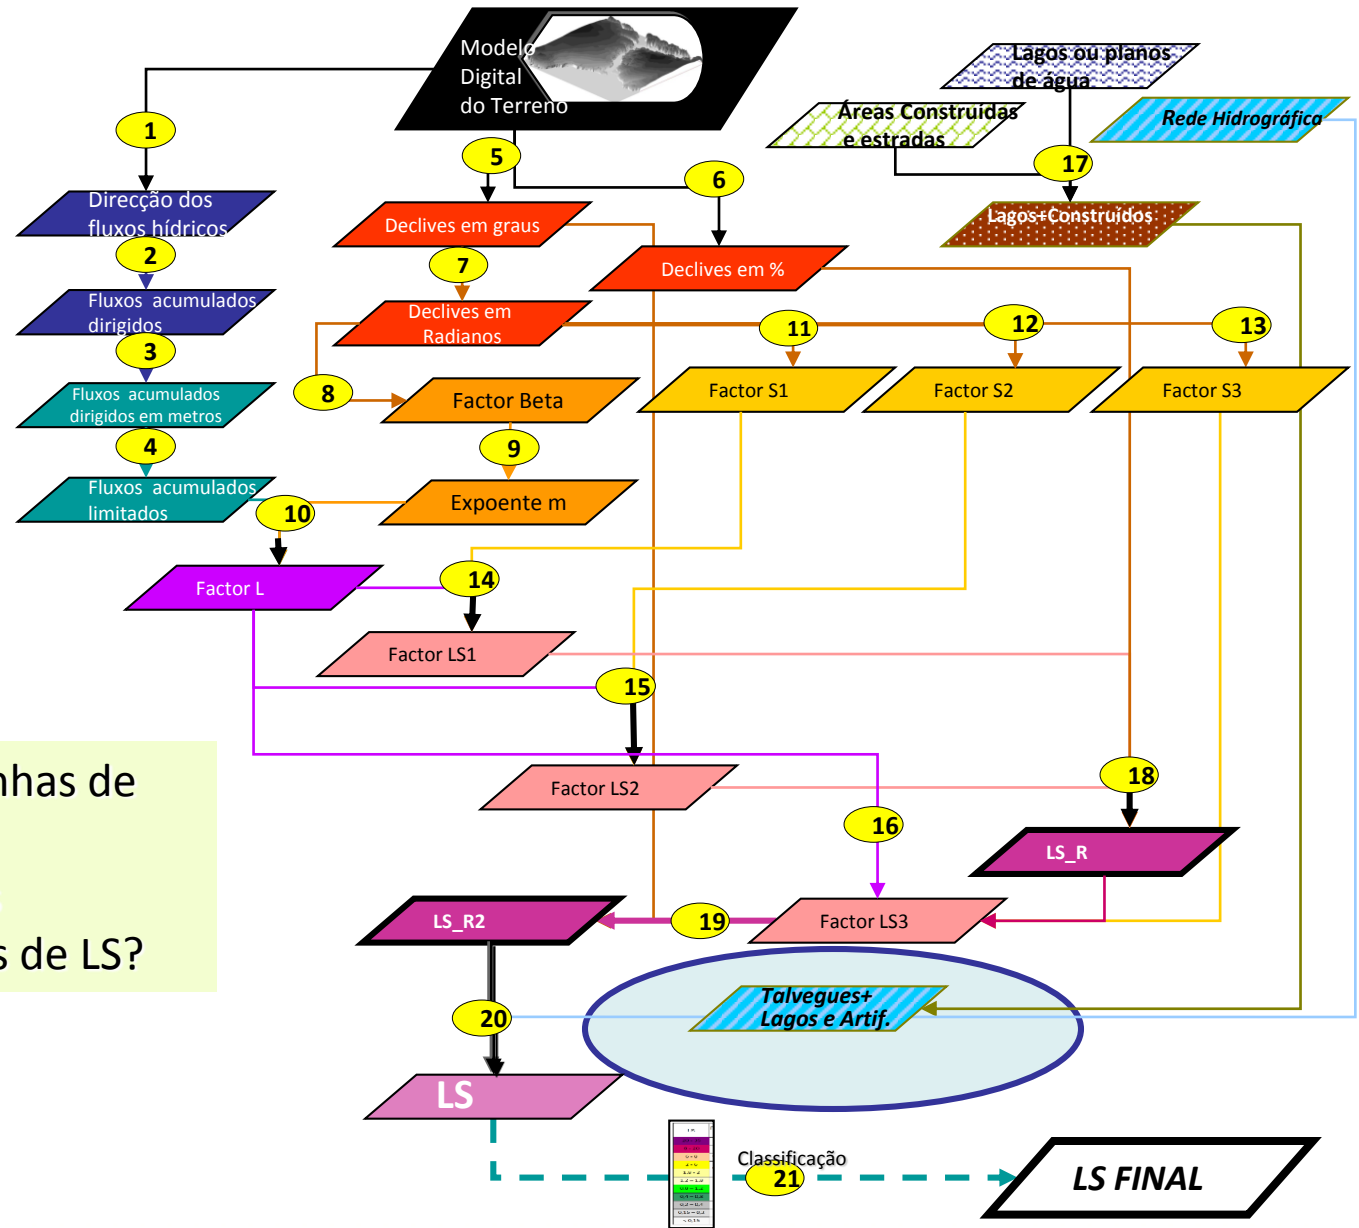 Modelo
Digital
do Terreno
Lagos ou planos
de água
Áreas Construídas
e estradas
Rede Hidrográfica
1
5
6
17
Direcção dos
fluxos hídricos
Declives em graus
Lagos+Construídos
2
7
Declives em %
Fluxos acumulados
dirigidos
Declives em
Radianos
11
12
13
3
8
Fluxos acumulados
dirigidos em metros
Factor Beta
Factor S1
Factor S2
Factor S3
4
9
Fluxos acumulados
limitados
Expoente m
10
Factor L
14
Factor LS1
15
nhas de
s de LS?
Factor LS2
18
16
LS_R
LS_R2
19
Factor LS3
Talvegues+
Lagos e Artif.
20
LS
Classificação
21
LS FINAL